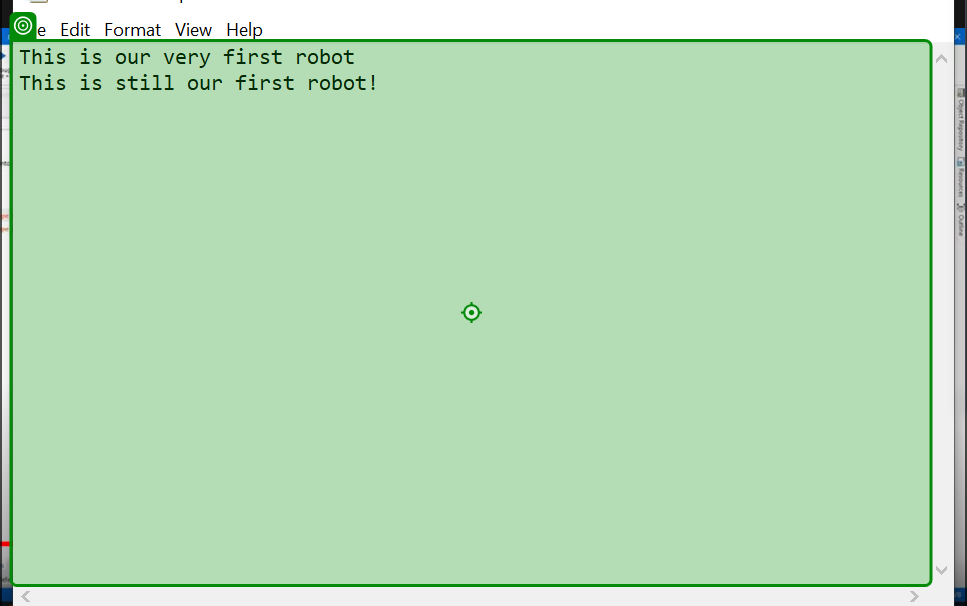 Edit Format View Help
This is our very first robot
This is still our first robot!
Object Repository
Resources
Outline